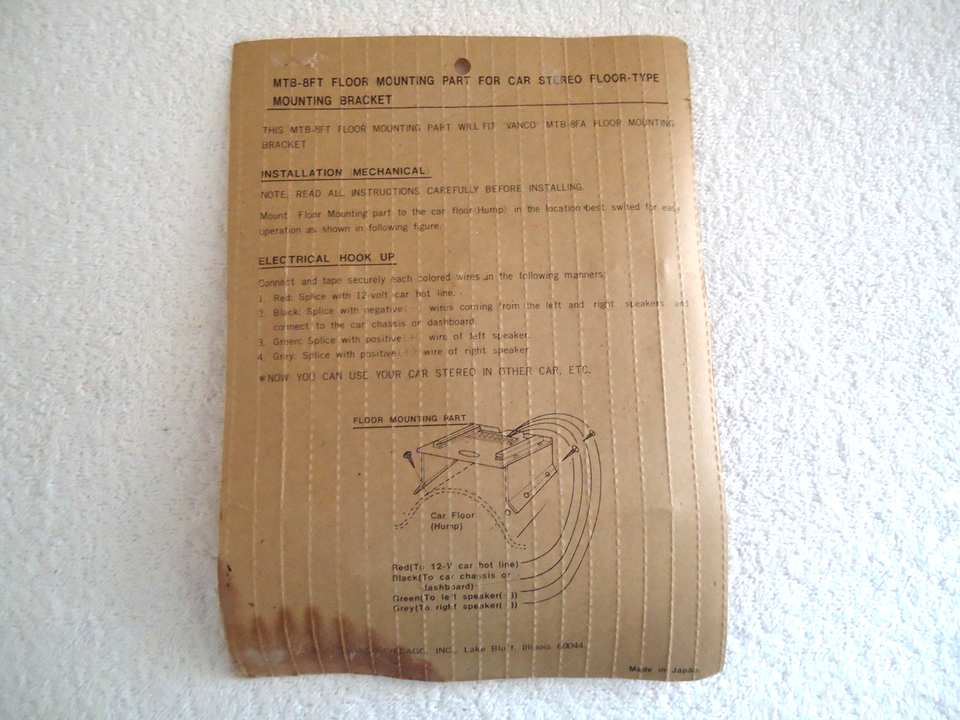 MTB-8FT FLOOR MOUNTING PART FOR CAR STEREO FLOOR-TYPE
MOUNTING BRACKET
THIS MTB-8FT FLOOR MOUNTING PART WILL FIT "VANCO" MTB-8FA FLOOR MOUNTING
BRACKET
INSTALLATION MECHANICAL
NOTE; READ ALL INSTRUCTIONS CAREFULLY BEFORE INSTALLING.
Mount Floor Mounting part to the car floor(Hump) in the location best swited for easy
operation as shown in following figure.
ELECTRICAL HOOK UP
Connect and tape securely each colored wires in the following manners;
1. Red: Splice with 12-volt car hot line.
2. Black: Splice with negative ( ) wires coming from the left and right speakers and
connect to the car chassis or dashboard.
3. Green: Splice with positive (+) wire of left speaker.
4. Grey: Splice with positive (+) wire of right speaker
*NOW YOU CAN USE YOUR CAR STEREO IN OTHER CAR, ETC.
FLOOR MOUNTING PART
Car Floor
(Hump)
Red(To 12-V car hot line)
Black(To car chassis or
dashboard)
Green(To left speaker( ))
Grey(To right speaker( ))
CHICAGO, INC., Lake Bluff, Illinois 60044
Made in Japan